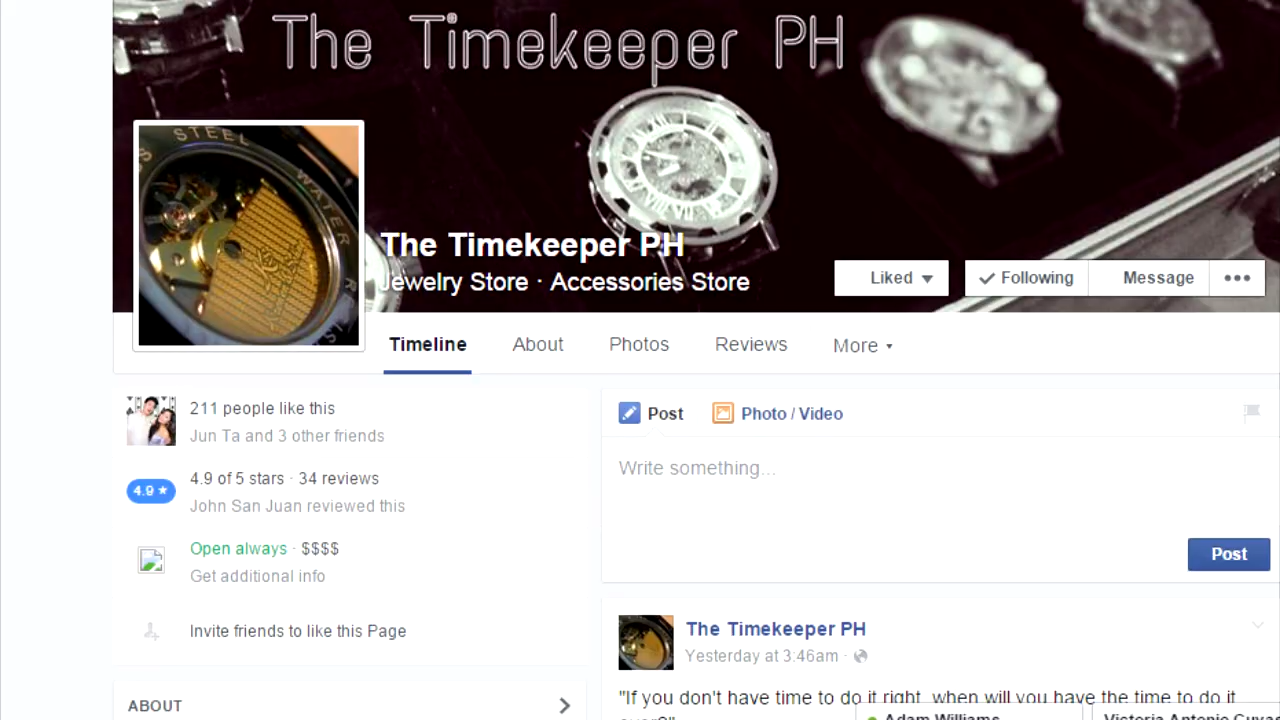 The Timekeeper PH
STEEL
WATER
The Timekeeper PH
Jewelry Store · Accessories Store
Liked
Following
Message
Timeline
About
Photos
Reviews
More
211 people like this
Jun Ta and 3 other friends
4.9 ★
4.9 of 5 stars · 34 reviews
John San Juan reviewed this
Open always · $$$$
Get additional info
Invite friends to like this Page
ABOUT
Post
Photo / Video
Write something...
Post
The Timekeeper PH
Yesterday at 3:46am ·
"If you don't have time to do it right, when will you have the time to do it
Adam Williams
Victoria Antonio